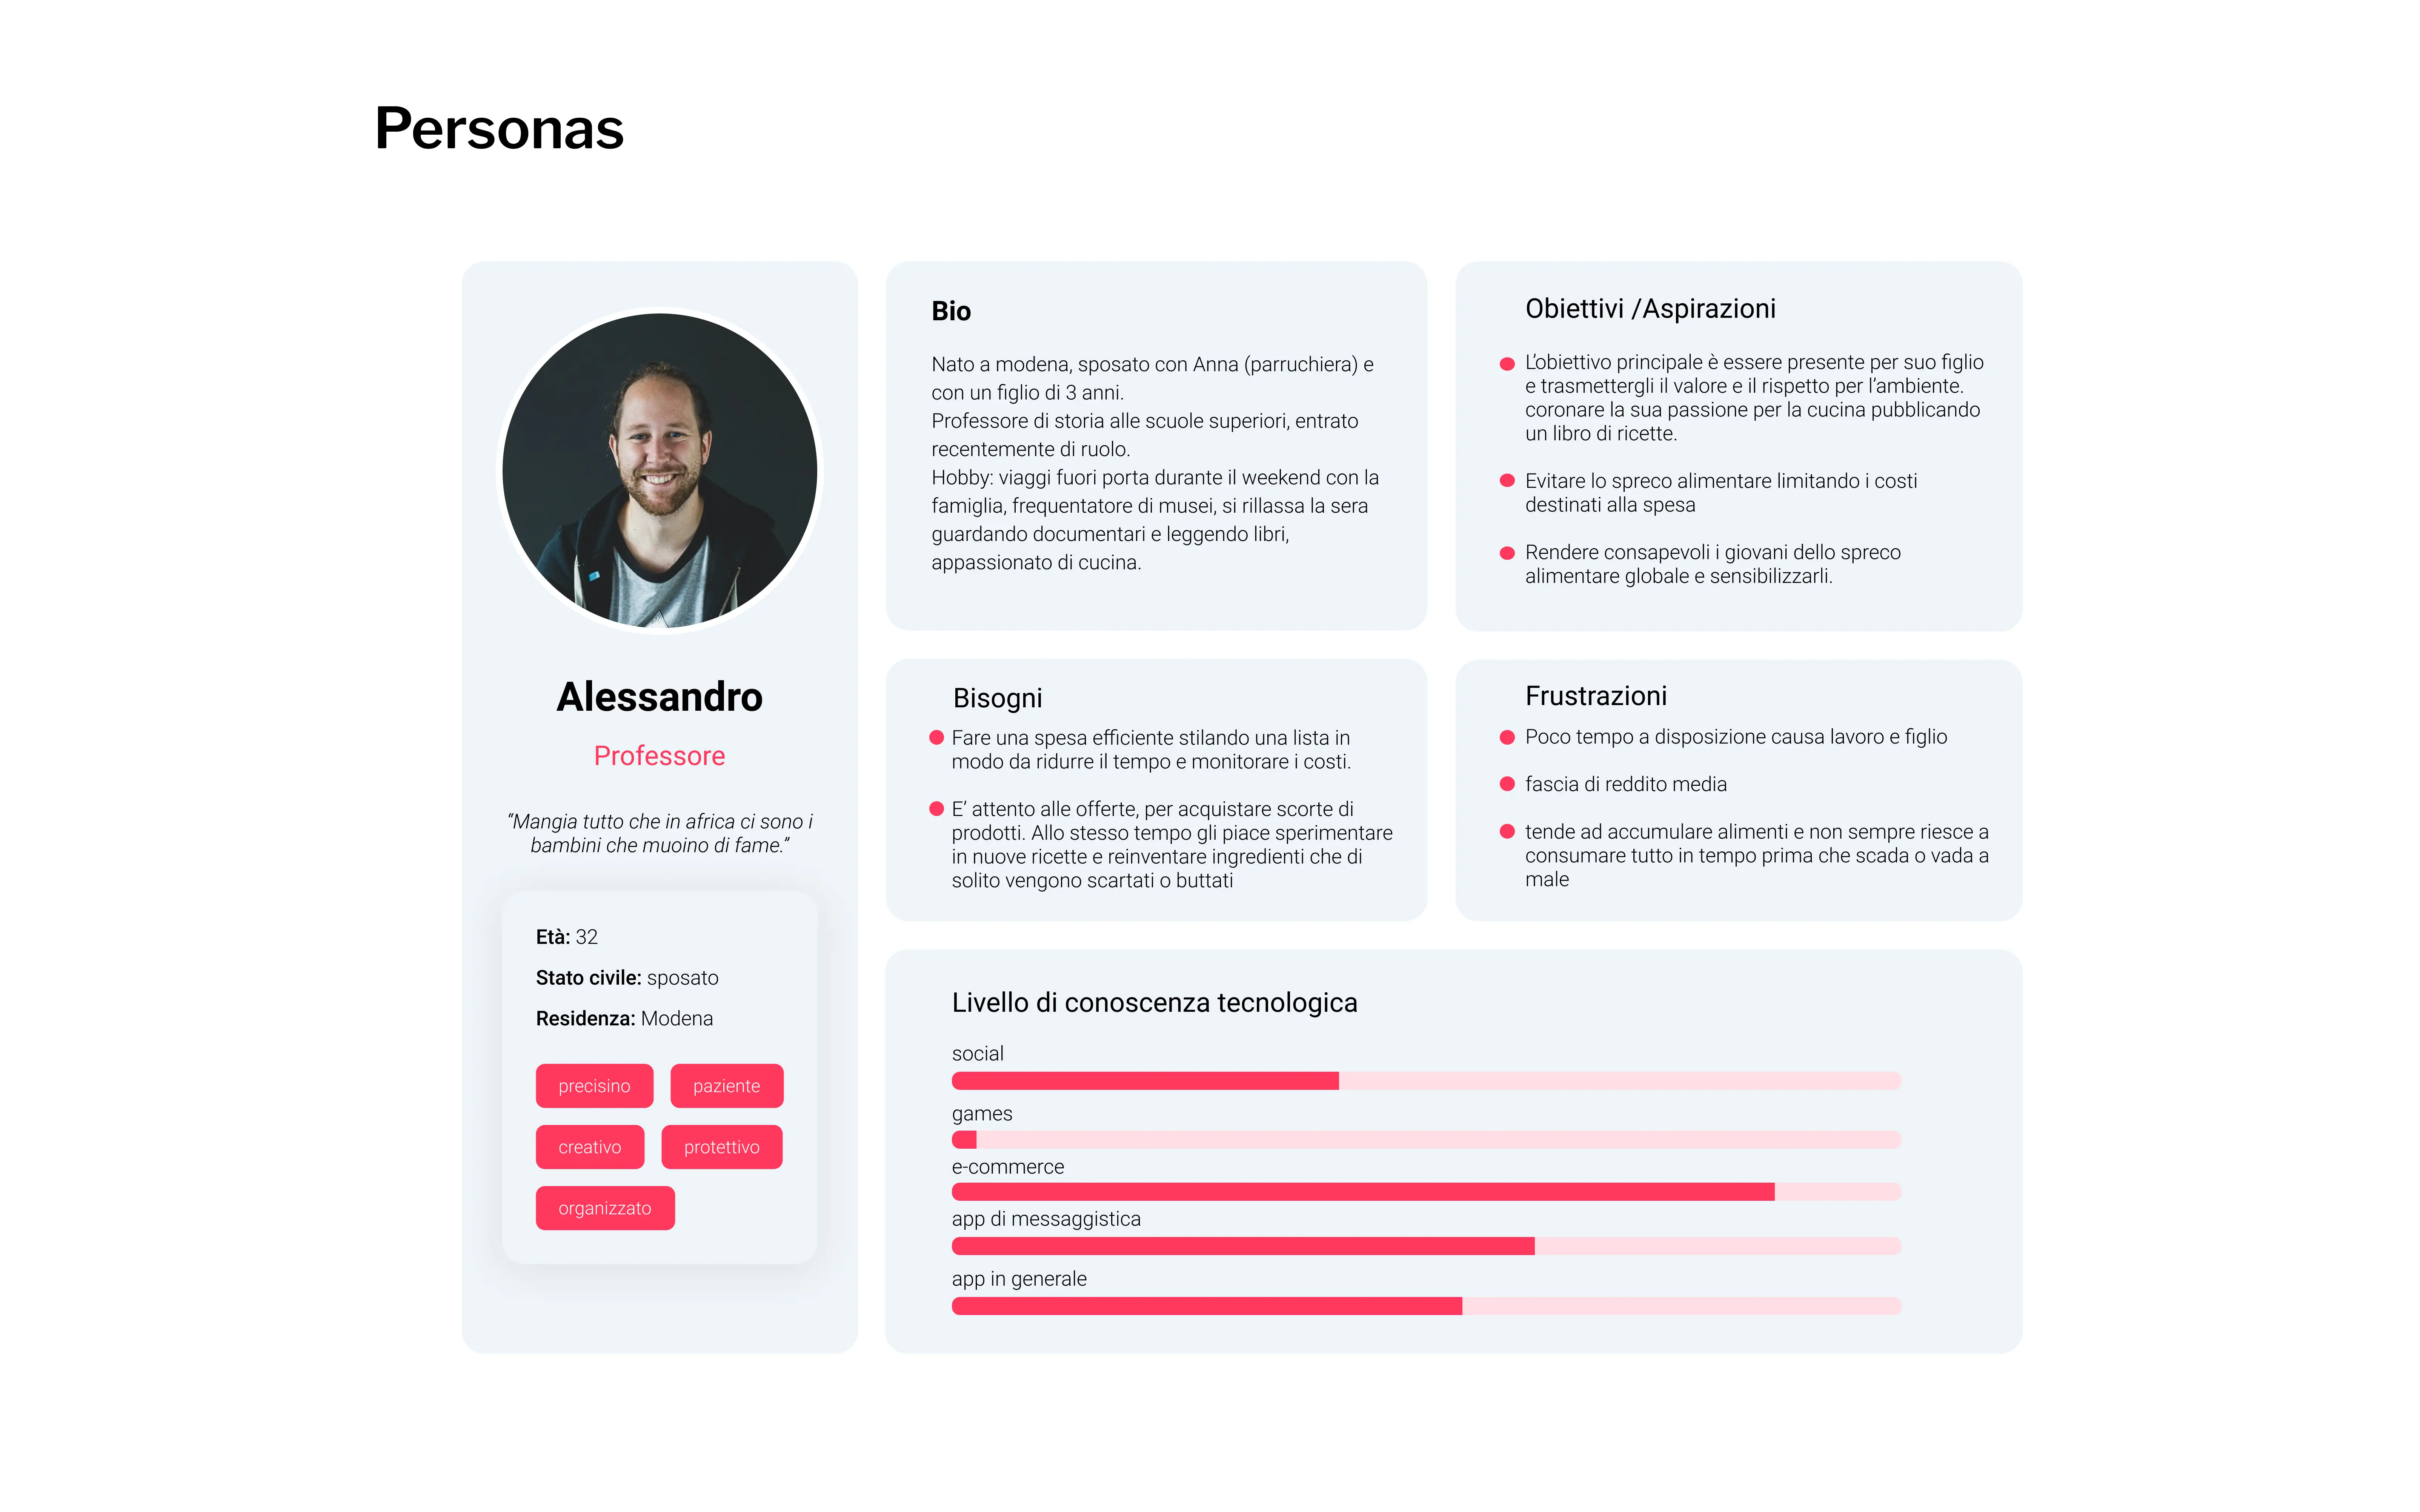 Personas
Alessandro
Professore
“Mangia tutto che in africa ci sono i
bambini che muoino di fame.”
Età: 32
Stato civile: sposato
Residenza: Modena
precisino
paziente
creativo
protettivo
organizzato
Bio
Nato a modena, sposato con Anna (parruchiera) e
con un figlio di 3 anni.
Professore di storia alle scuole superiori, entrato
recentemente di ruolo.
Hobby: viaggi fuori porta durante il weekend con la
famiglia, frequentatore di musei, si rillassa la sera
guardando documentari e leggendo libri,
appassionato di cucina.
Obiettivi /Aspirazioni
L’obiettivo principale è essere presente per suo figlio
e trasmettergli il valore e il rispetto per l’ambiente.
coronare la sua passione per la cucina pubblicando
un libro di ricette.
Evitare lo spreco alimentare limitando i costi
destinati alla spesa
Rendere consapevoli i giovani dello spreco
alimentare globale e sensibilizzarli.
Bisogni
Fare una spesa efficiente stilando una lista in
modo da ridurre il tempo e monitorare i costi.
E’ attento alle offerte, per acquistare scorte di
prodotti. Allo stesso tempo gli piace sperimentare
in nuove ricette e reinventare ingredienti che di
solito vengono scartati o buttati
Frustrazioni
Poco tempo a disposizione causa lavoro e figlio
fascia di reddito media
tende ad accumulare alimenti e non sempre riesce a
consumare tutto in tempo prima che scada o vada a
male
Livello di conoscenza tecnologica
social
games
e-commerce
app di messaggistica
app in generale